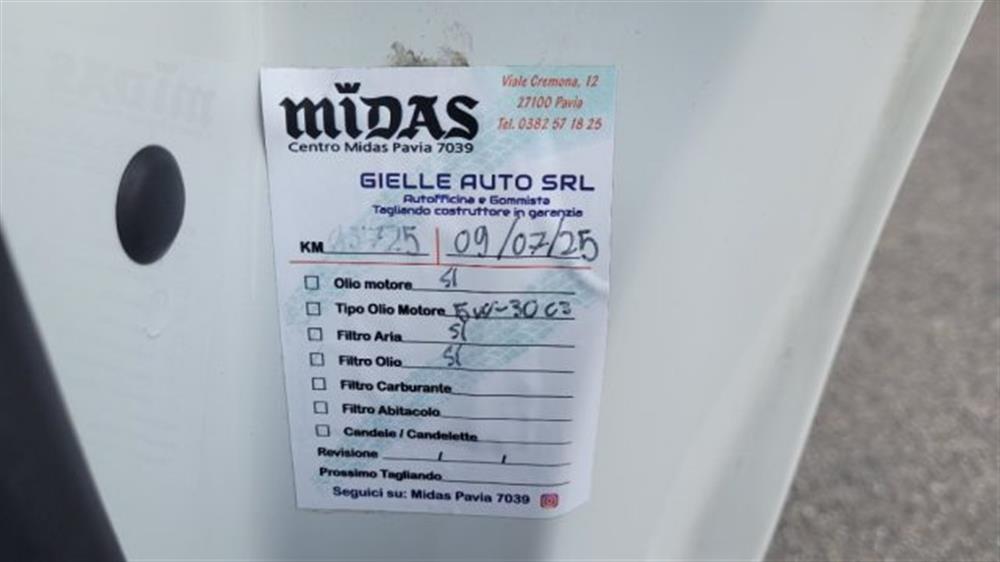 MIDAS
Centro Midas Pavia 7039
Viale Cremona, 12
27100 Pavia
Tel. 0382 57 18 25
GIELLE AUTO SRL
Autofficina e Gommista
Tagliando costruttore in garanzia
KM 09/07/25
Olio motore SI
Tipo Olio Motore 5W-30 C3
Filtro Aria SI
Filtro Olio SI
Filtro Carburante
Filtro Abitacolo
Candele / Candelette
Revisione / /
Prossimo Tagliando
Seguici su: Midas Pavia 7039